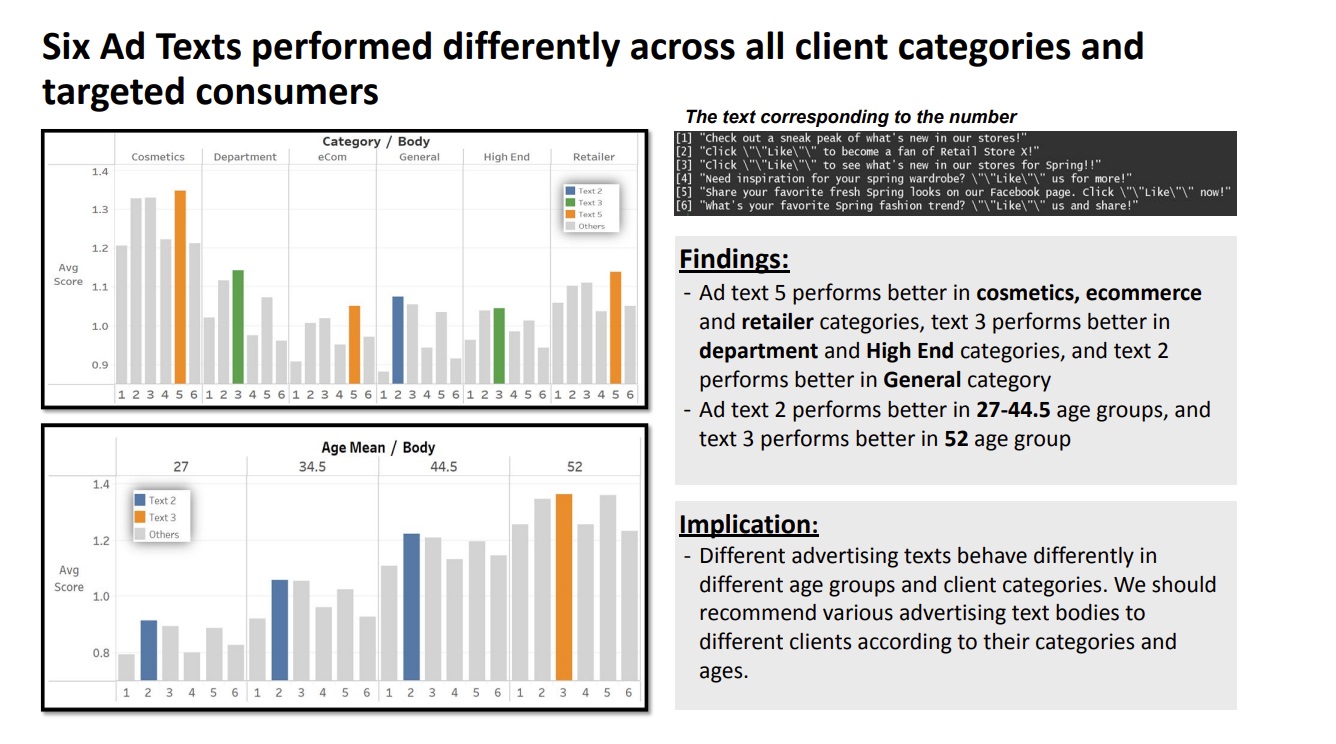 Six Ad Texts performed differently across all client categories and
targeted consumers
Category / Body
Cosmetics Department eCom General High End Retailer
1.4
1.3
1.2
1.1
1.0
0.9
Avg
Score
Text 2
Text 3
Text 5
Others
1 2 3 4 5 6 1 2 3 4 5 6 1 2 3 4 5 6 1 2 3 4 5 6 1 2 3 4 5 6 1 2 3 4 5 6
Age Mean / Body
27 34.5 44.5 52
1.4
1.2
1.0
0.8
Avg
Score
Text 2
Text 3
Others
1 2 3 4 5 6 1 2 3 4 5 6 1 2 3 4 5 6 1 2 3 4 5 6
The text corresponding to the number
[1] "Check out a sneak peak of what's new in our stores!"
[2] "Click \"\"Like\"\" to become a fan of Retail Store X!"
[3] "Click \"\"Like\"\" to see what's new in our stores for Spring!!"
[4] "Need inspiration for your spring wardrobe? \"\"Like\"\" us for more!"
[5] "Share your favorite fresh Spring looks on our Facebook page. Click \"\"Like\"\" now!"
[6] "What's your favorite Spring fashion trend? \"\"Like\"\" us and share!"
Findings:
- Ad text 5 performs better in cosmetics, ecommerce
and retailer categories, text 3 performs better in
department and High End categories, and text 2
performs better in General category
- Ad text 2 performs better in 27-44.5 age groups, and
text 3 performs better in 52 age group
Implication:
- Different advertising texts behave differently in
different age groups and client categories. We should
recommend various advertising text bodies to
different clients according to their categories and
ages.